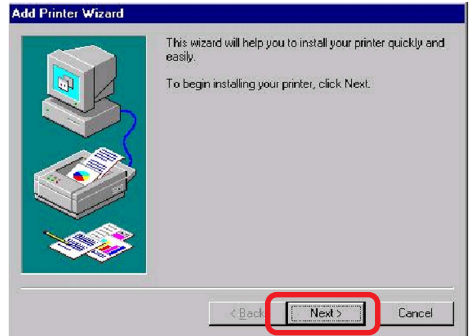 Add Printer Wizard
This wizard will help you to install your printer quickly and
easily.
To begin installing your printer, click Next.
< Back
Next >
Cancel